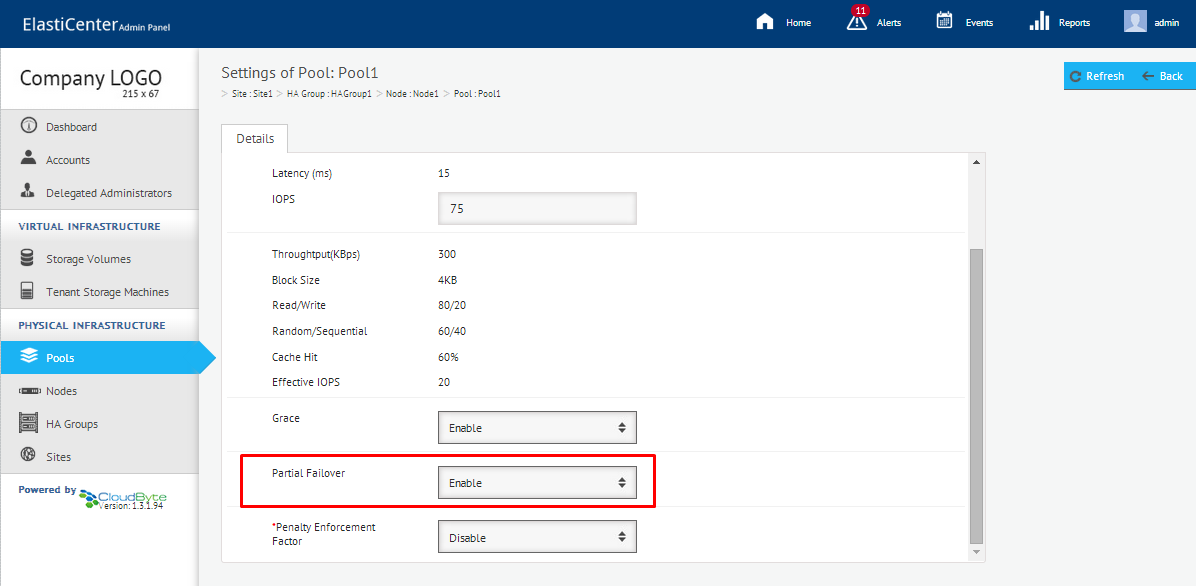 ElastiCenter Admin Panel
Home
11
Alerts
Events
Reports
admin
Company LOGO
215 x 67
Settings of Pool: Pool1
> Site : Site1 > HA Group : HAGroup1 > Node : Node1 > Pool : Pool1
Refresh
Back
Dashboard
Accounts
Delegated Administrators
VIRTUAL INFRASTRUCTURE
Storage Volumes
Tenant Storage Machines
PHYSICAL INFRASTRUCTURE
Pools
Nodes
HA Groups
Sites
Powered by CloudByte
Version: 1.3.1.94
Details
Latency (ms) 15
IOPS 75
Throughtput(KBps) 300
Block Size 4KB
Read/Write 80/20
Random/Sequential 60/40
Cache Hit 60%
Effective IOPS 20
Grace Enable
Partial Failover Enable
*Penalty Enforcement
Factor Disable